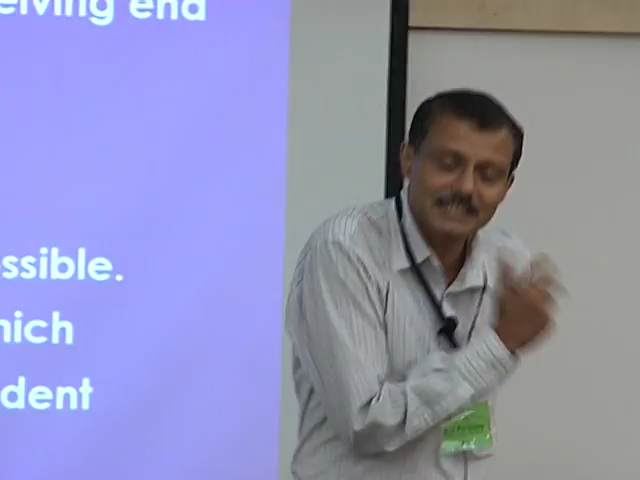 eiving end
ssible.
hich
dent